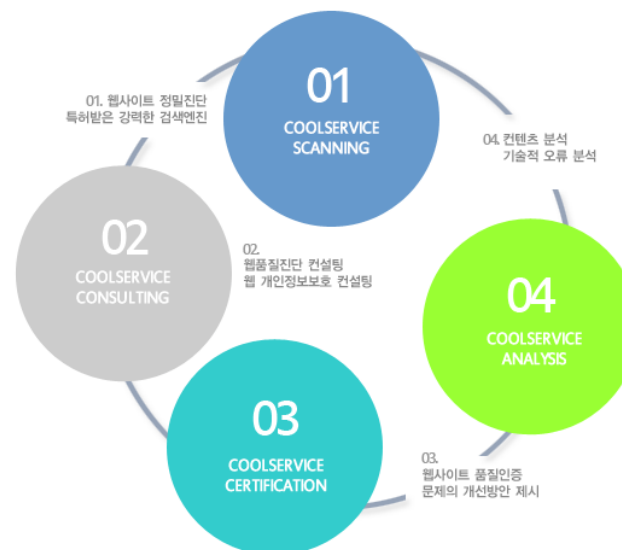 01
COOLSERVICE
SCANNING
01. 웹사이트 정밀진단
특허받은 강력한 검색엔진
02
COOLSERVICE
CONSULTING
02.
웹품질진단 컨설팅
웹 개인정보보호 컨설팅
03
COOLSERVICE
CERTIFICATION
03.
웹사이트 품질인증
문제의 개선방안 제시
04
COOLSERVICE
ANALYSIS
04. 컨텐츠 분석
기술적 오류 분석